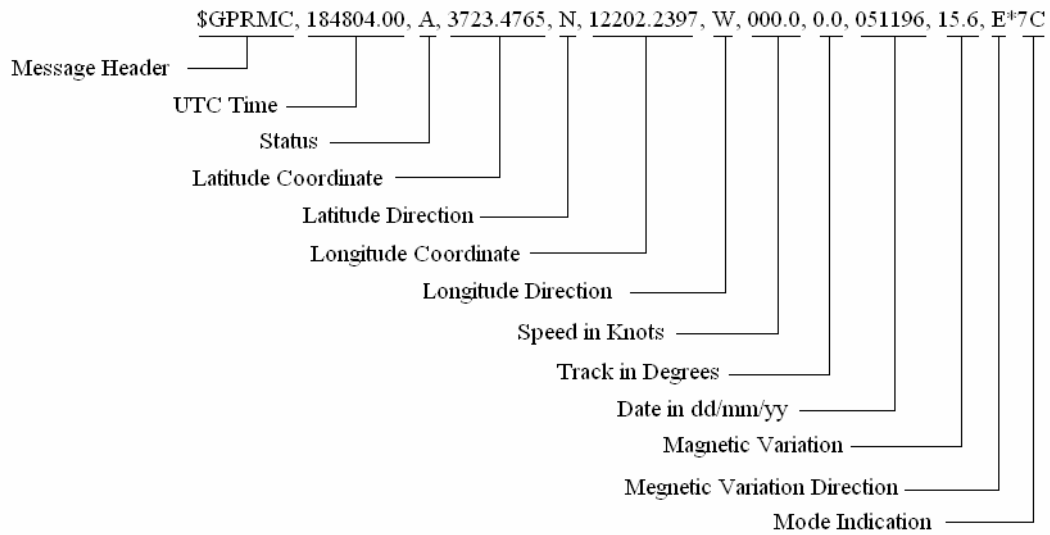 $GPRMC, 184804.00, A, 3723.4765, N, 12202.2397, W, 000.0, 0.0, 051196, 15.6, E*7C
Message Header
UTC Time
Status
Latitude Coordinate
Latitude Direction
Longitude Coordinate
Longitude Direction
Speed in Knots
Track in Degrees
Date in dd/mm/yy
Magnetic Variation
Megnetic Variation Direction
Mode Indication